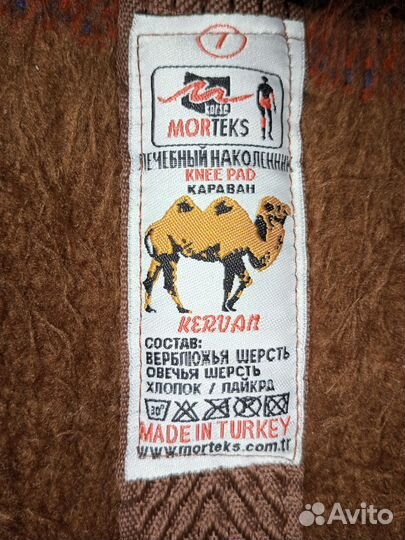 7
korse
MORTEKS
ЛЕЧЕБНЫЙ НАКОЛЕННИК
KNEE PAD
КАРАВАН
KERVAN
СОСТАВ:
ВЕРБЛЮЖЬЯ ШЕРСТЬ
ОВЕЧЬЯ ШЕРСТЬ
ХЛОПОК / ЛАЙКРА
30°
MADE IN TURKEY
www.morteks.com.tr
Avito